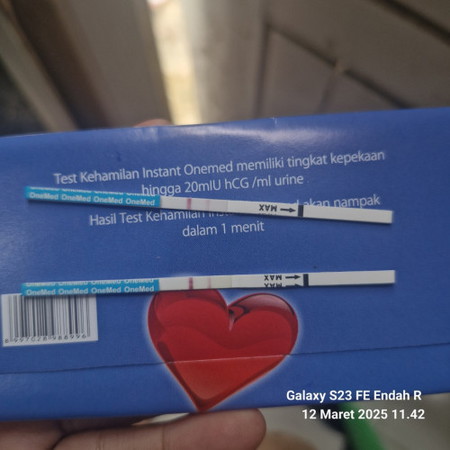 Test Kehamilan Instant Onemed memiliki tingkat kepekaan
hingga 20mIU hCG /ml urine
OneMed OneMed OneMed OneMed
MAX
akan nampak
Hasil Test Kehamilan
dalam 1 menit
OneMed OneMed OneMed OneMed
MAX
MAX
Galaxy S23 FE Endah R
12 Maret 2025 11.42